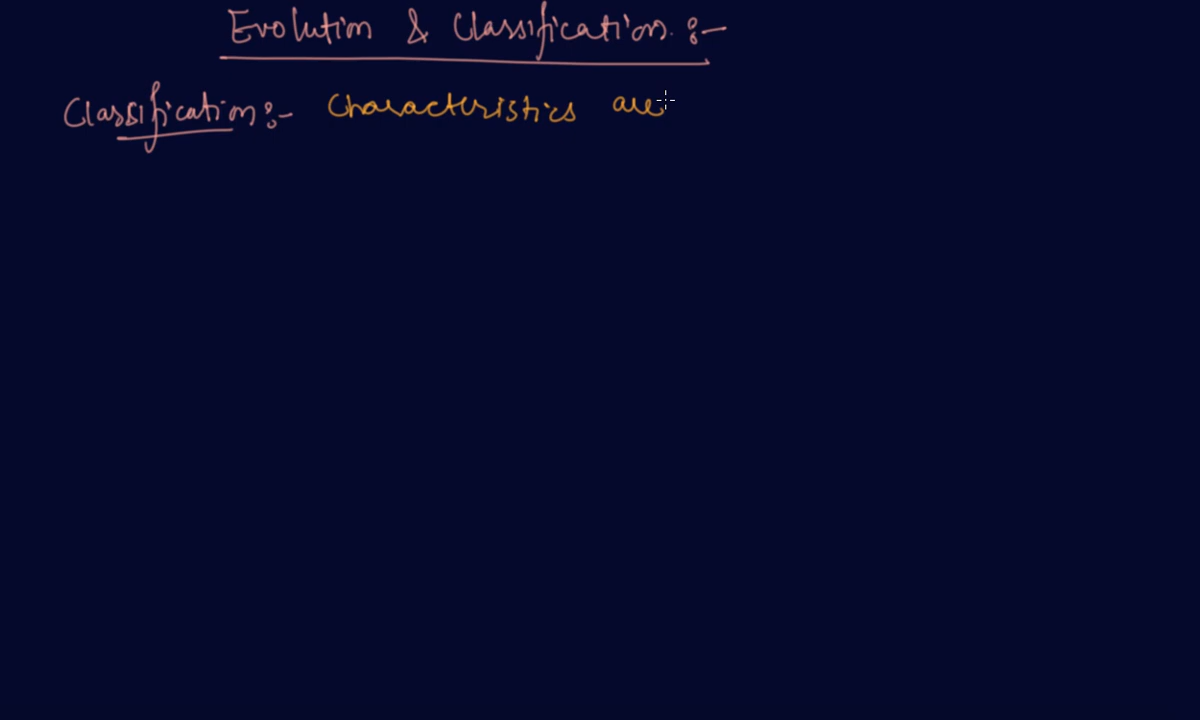 Evolution & Classification :-
Classification :- Characteristics are